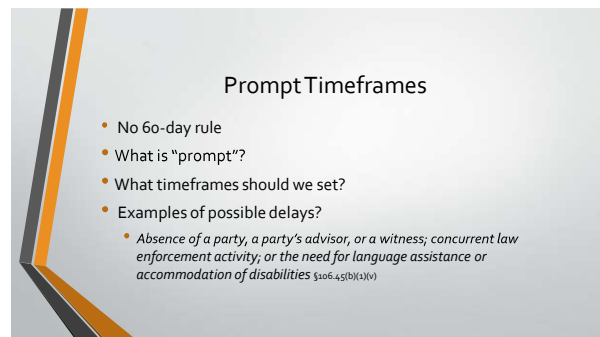 Prompt Timeframes
• No 60-day rule
• What is “prompt”?
• What timeframes should we set?
• Examples of possible delays?
• Absence of a party, a party’s advisor, or a witness; concurrent law
enforcement activity; or the need for language assistance or
accommodation of disabilities §106.45(b)(1)(v)